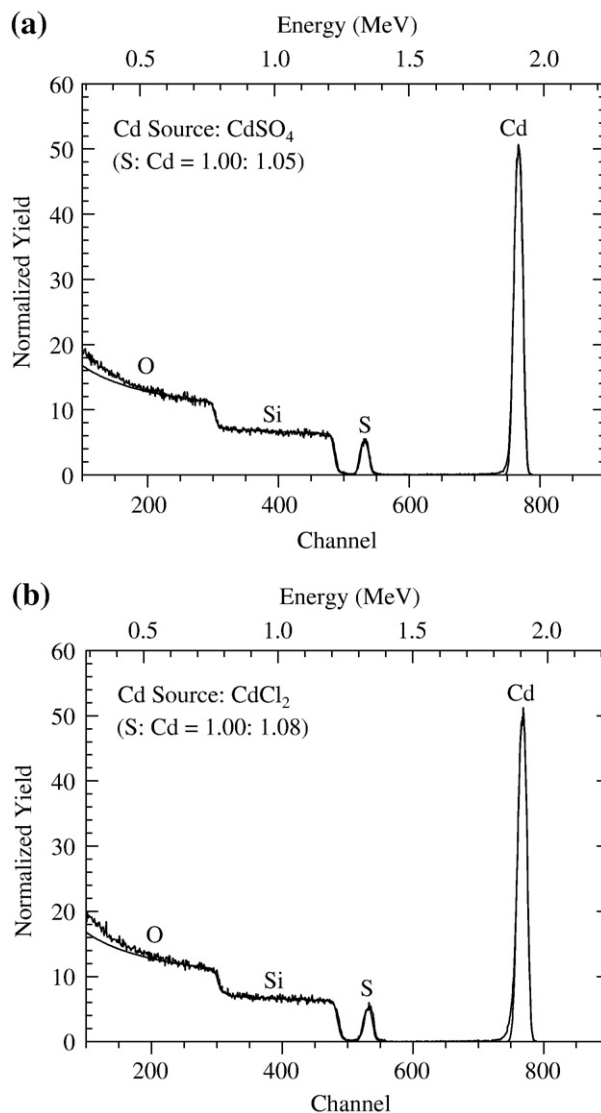 (a)
Energy (MeV)
0.5 1.0 1.5 2.0
60
50
40
30
20
10
0
Normalized Yield
Cd Source: CdSO₄
(S: Cd = 1.00: 1.05)
Cd
O
Si
S
200 400 600 800
Channel
(b)
Energy (MeV)
0.5 1.0 1.5 2.0
60
50
40
30
20
10
0
Normalized Yield
Cd Source: CdCl₂
(S: Cd = 1.00: 1.08)
Cd
O
Si
S
200 400 600 800
Channel